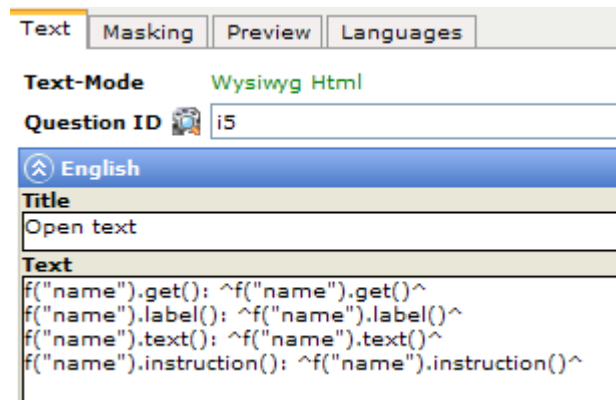 Text Masking Preview Languages
Text-Mode Wysiwyg Html
Question ID i5
English
Title
Open text
Text
f("name").get(): ^f("name").get()^
f("name").label(): ^f("name").label()^
f("name").text(): ^f("name").text()^
f("name").instruction(): ^f("name").instruction()^